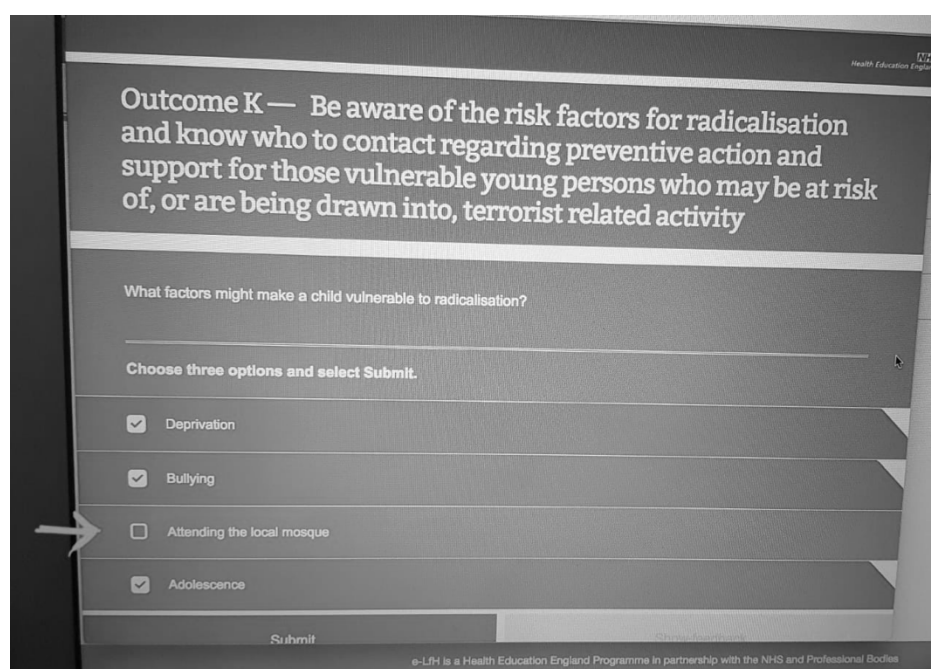 NH
Health Education Englan
Outcome K — Be aware of the risk factors for radicalisation
and know who to contact regarding preventive action and
support for those vulnerable young persons who may be at risk
of, or are being drawn into, terrorist related activity
What factors might make a child vulnerable to radicalisation?
Choose three options and select Submit.
Deprivation
Bullying
Attending the local mosque
Adolescence
Submit
Show feedback
e-LfH is a Health Education England Programme in partnership with the NHS and Professional Bodies